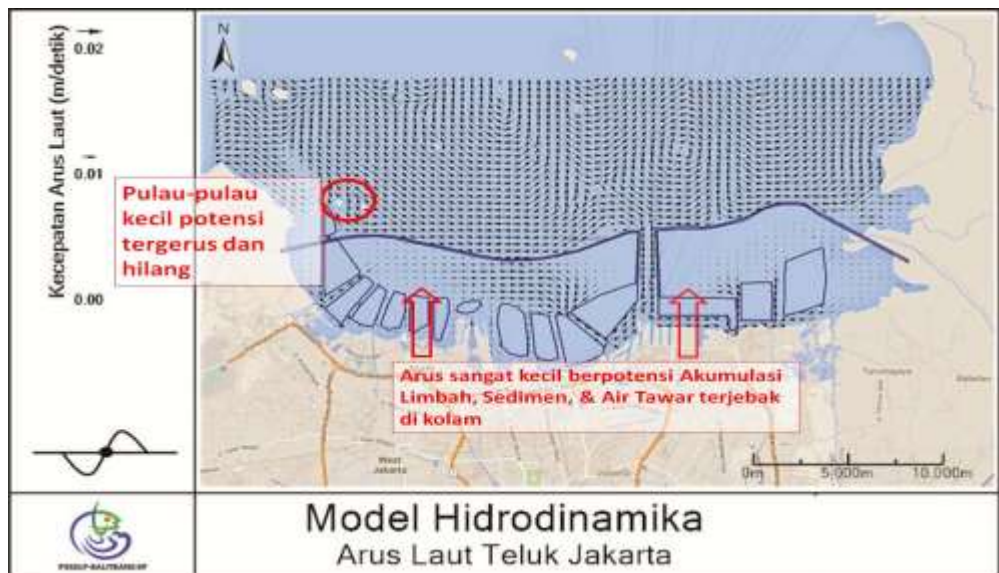 Kecepatan Arus Laut (m/detik)
0.02
0.01
0.00
N
Pulau-pulau
kecil potensi
tergerus dan
hilang
Arus sangat kecil berpotensi Akumulasi
Limbah, Sedimen, & Air Tawar terjebak
di kolam
West
Jakarta
0m 5.000m 10.000m
Model Hidrodinamika
Arus Laut Teluk Jakarta